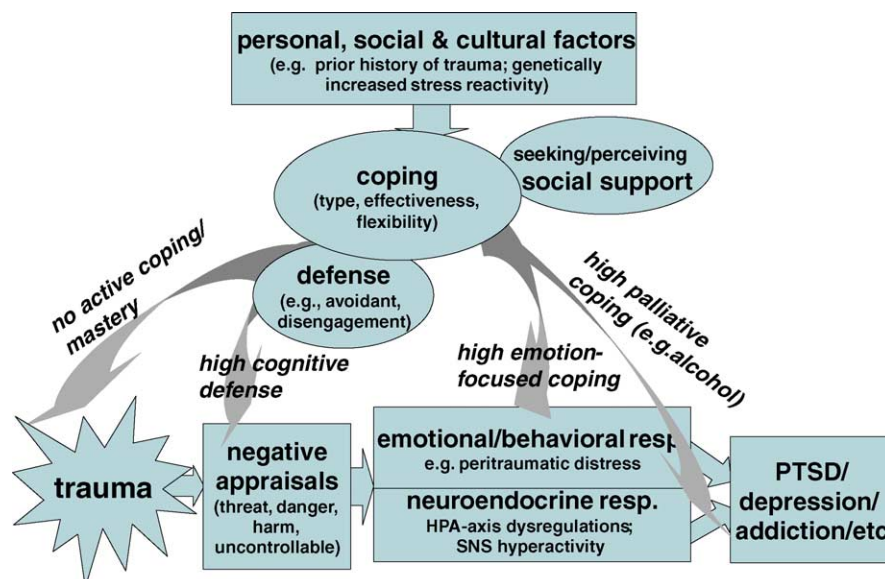 personal, social & cultural factors
(e.g. prior history of trauma; genetically
increased stress reactivity)
coping
(type, effectiveness,
flexibility)
seeking/perceiving
social support
defense
(e.g., avoidant,
disengagement)
no active coping/
mastery
high cognitive
defense
high emotion-
focused coping
high palliative
coping (e.g.alcohol)
trauma
negative
appraisals
(threat, danger,
harm,
uncontrollable)
emotional/behavioral resp
e.g. peritraumatic distress
neuroendocrine resp.
HPA-axis dysregulations;
SNS hyperactivity
PTSD/
depression/
addiction/etc